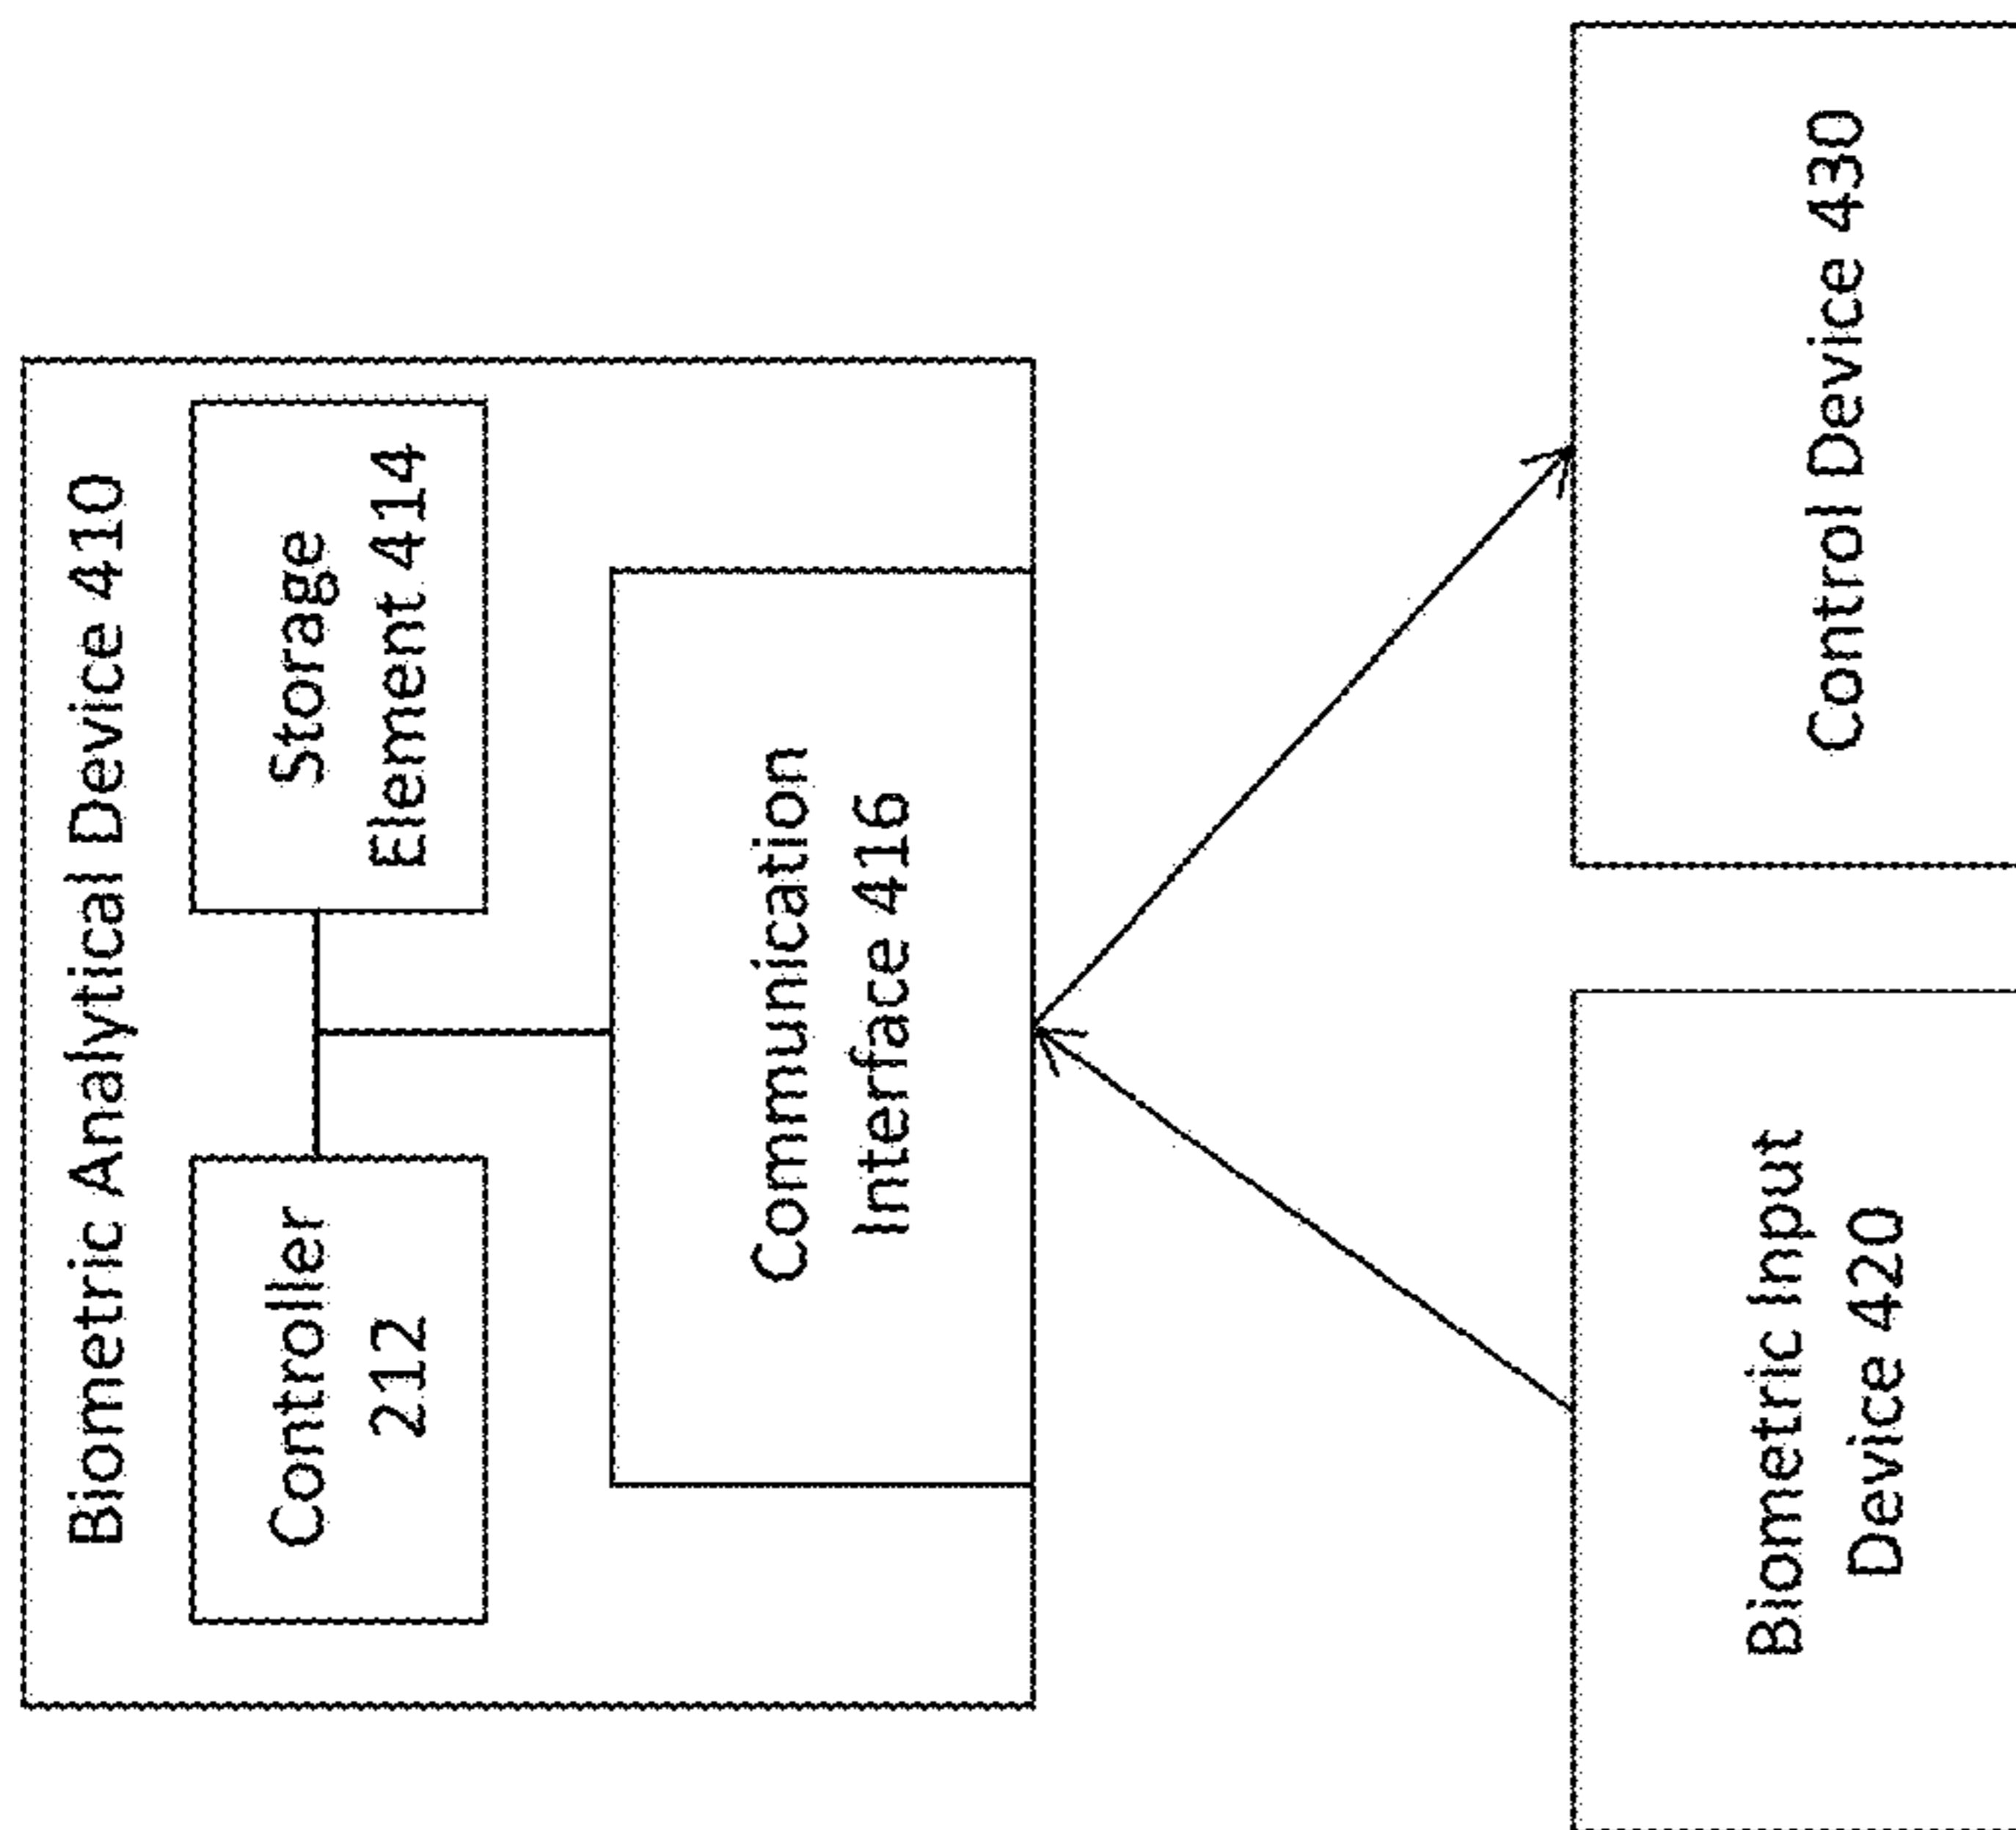 Biometric Analytical Device 410
Controller
212
Storage
Element 414
Communication
Interface 416
Biometric Input
Device 420
Control Device 430